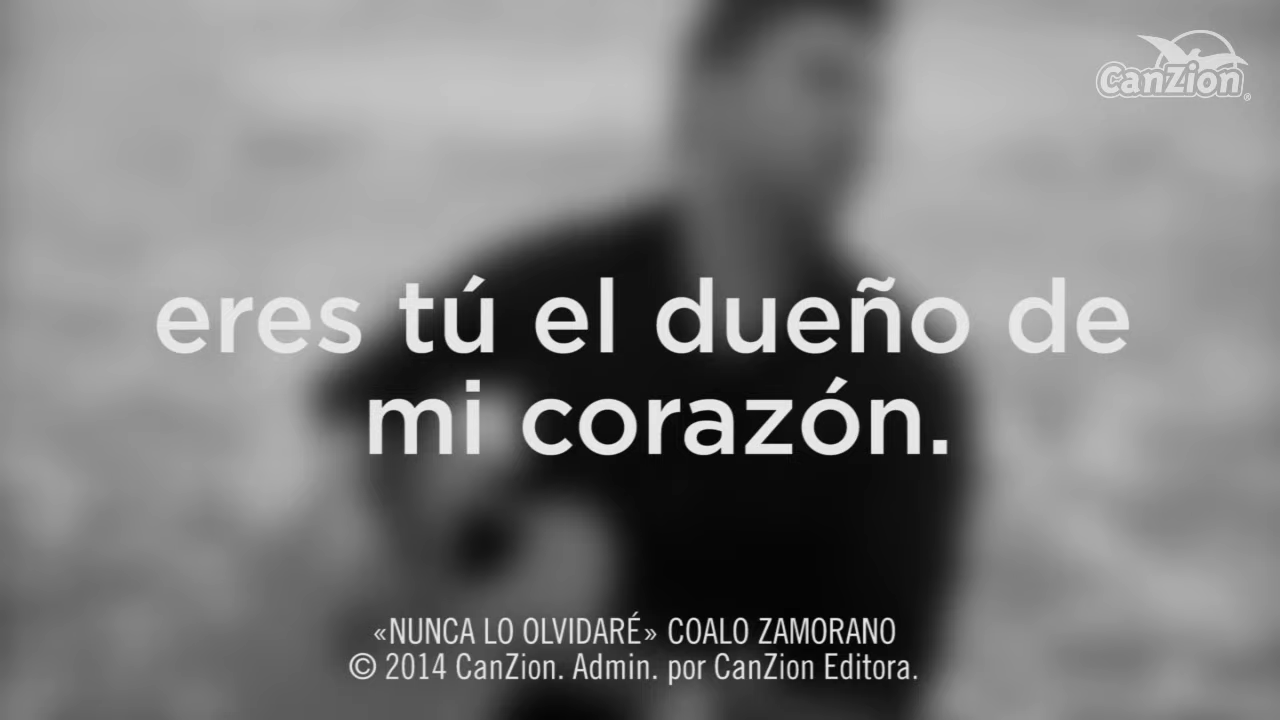 CanZion®
eres tú el dueño de
mi corazón.
«NUNCA LO OLVIDARÉ» COALO ZAMORANO
© 2014 CanZion. Admin. por CanZion Editora.